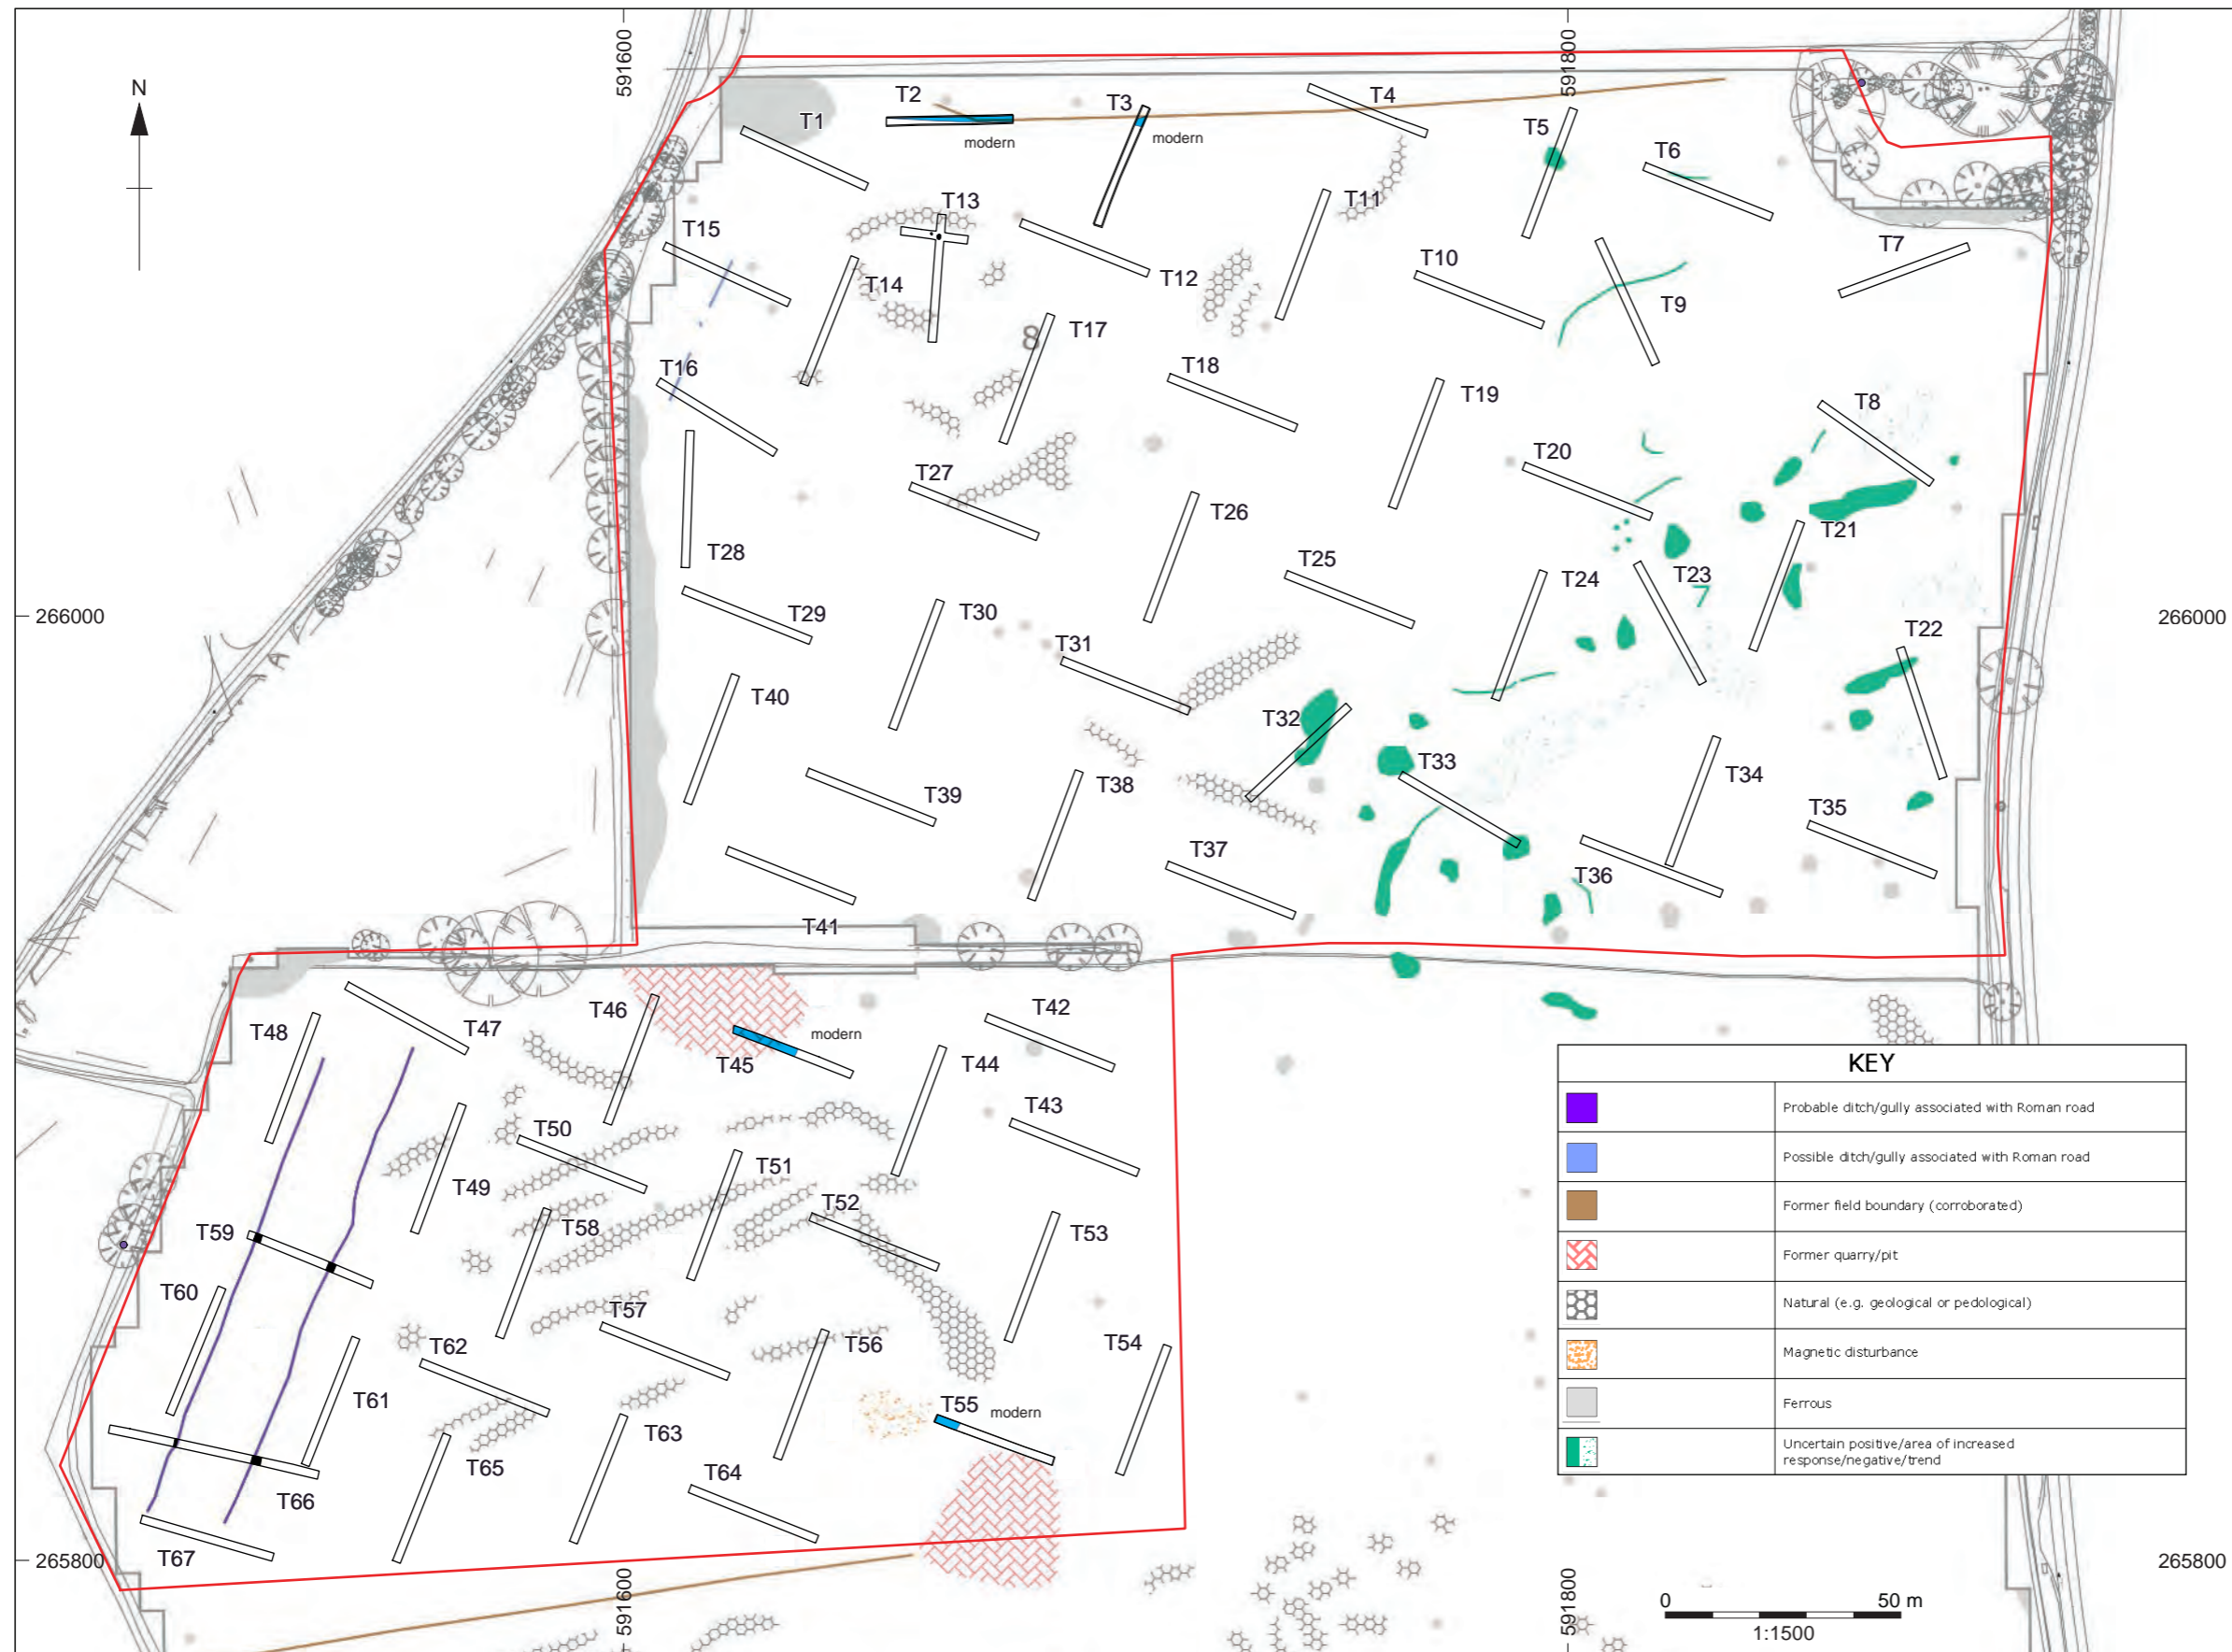 591600
591800
N
T2
T3
T4
T1
T5
modern
modern
T6
T13
T11
T15
T7
T12
T10
T14
T9
T17
8
T16
T18
T19
T8
T20
T27
T26
T21
T28
T25
T24
T23
266000
T29
T30
266000
T31
T22
T40
T32
T33
T34
T39
T38
T35
T37
T36
T41
T46
T42
T48
T47
modern
T45
T44
KEY
Probable ditch/gully associated with Roman road
T43
T50
Possible ditch/gully associated with Roman road
T51
T49
T52
Former field boundary (corroborated)
T58
T59
T53
Former quarry/pit
T60
Natural (e.g. geological or pedological)
T57
T56
T54
Magnetic disturbance
T62
T61
T55
modern
Ferrous
T63
Uncertain positive/area of increased
response/negative/trend
T65
T64
T66
T67
265800
265800
591600
591800
0
50 m
1:1500